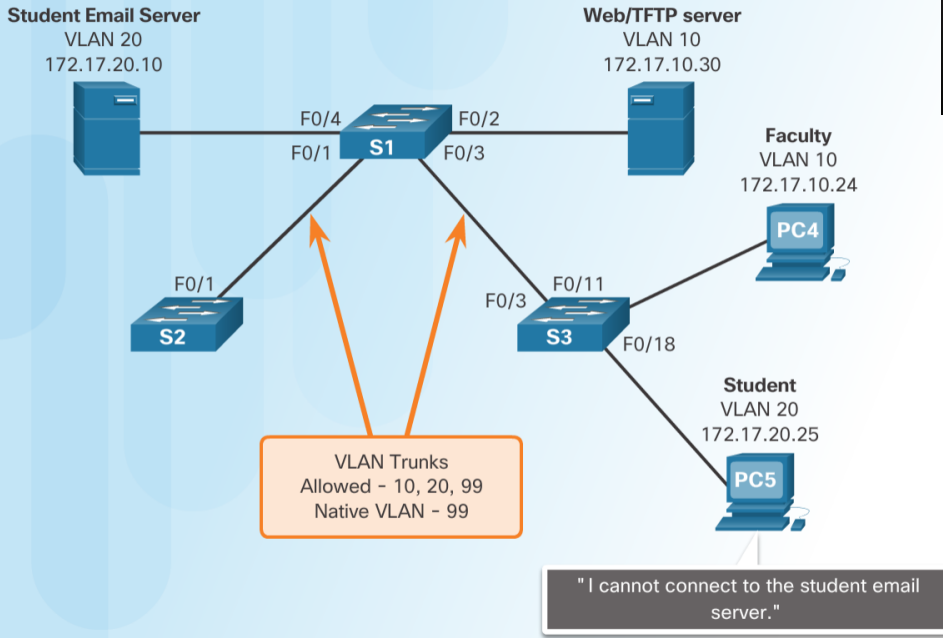 Student Email Server
VLAN 20
172.17.20.10
Web/TFTP server
VLAN 10
172.17.10.30
F0/4
F0/2
S1
F0/1
F0/3
Faculty
VLAN 10
172.17.10.24
PC4
F0/1
S2
F0/3
F0/11
S3
F0/18
Student
VLAN 20
172.17.20.25
PC5
VLAN Trunks
Allowed - 10, 20, 99
Native VLAN - 99
"I cannot connect to the student email
server."